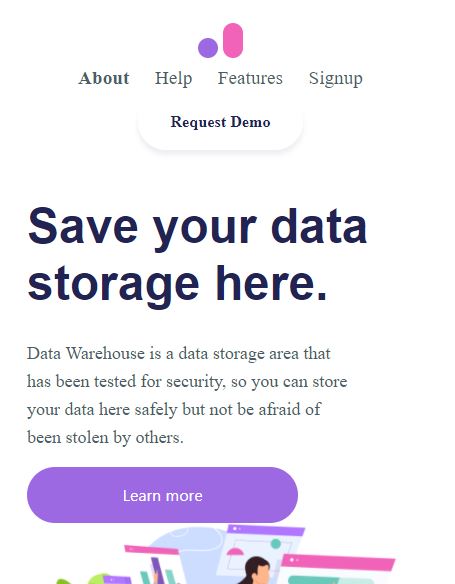 About Help Features Signup
Request Demo
Save your data
storage here.
Data Warehouse is a data storage area that
has been tested for security, so you can store
your data here safely but not be afraid of
been stolen by others.
Learn more